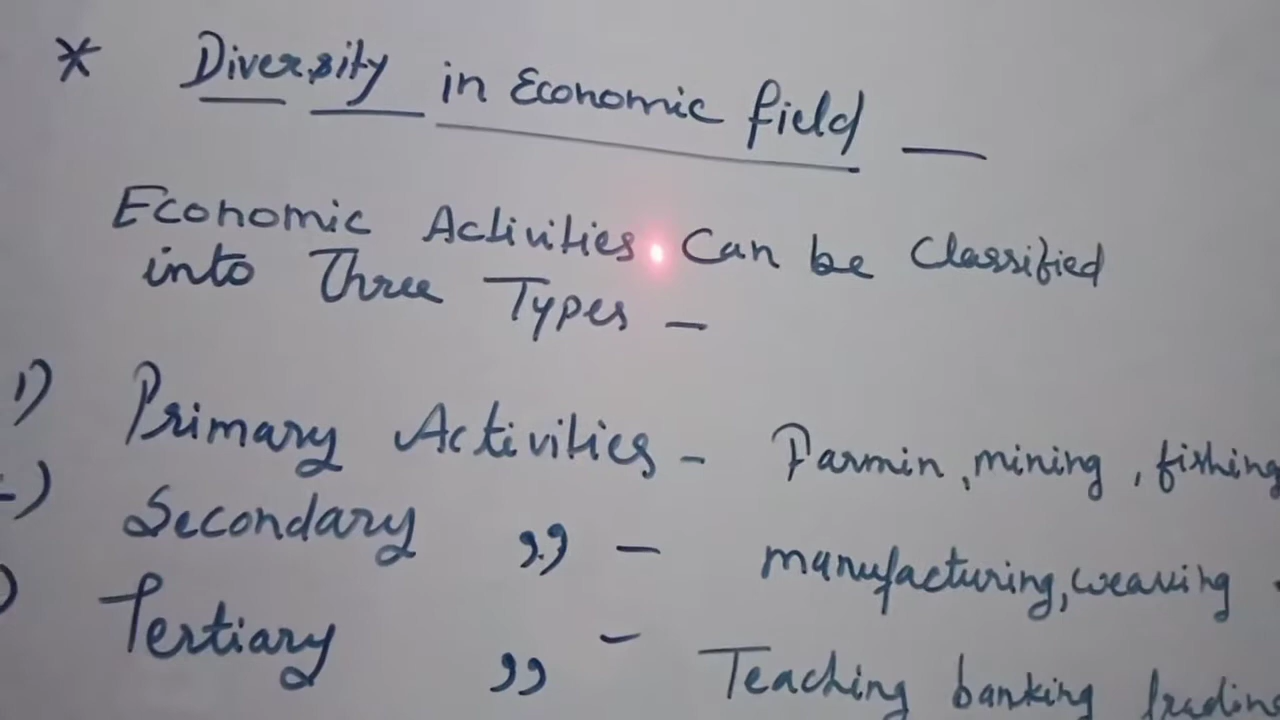 * Diversity in Economic field —
Economic Activities Can be Classified
into Three Types –
1) Primary Activities – Farmin, mining, fishing
) Secondary ,, – manufacturing, weaving
) Tertiary ,, – Teaching banking trading